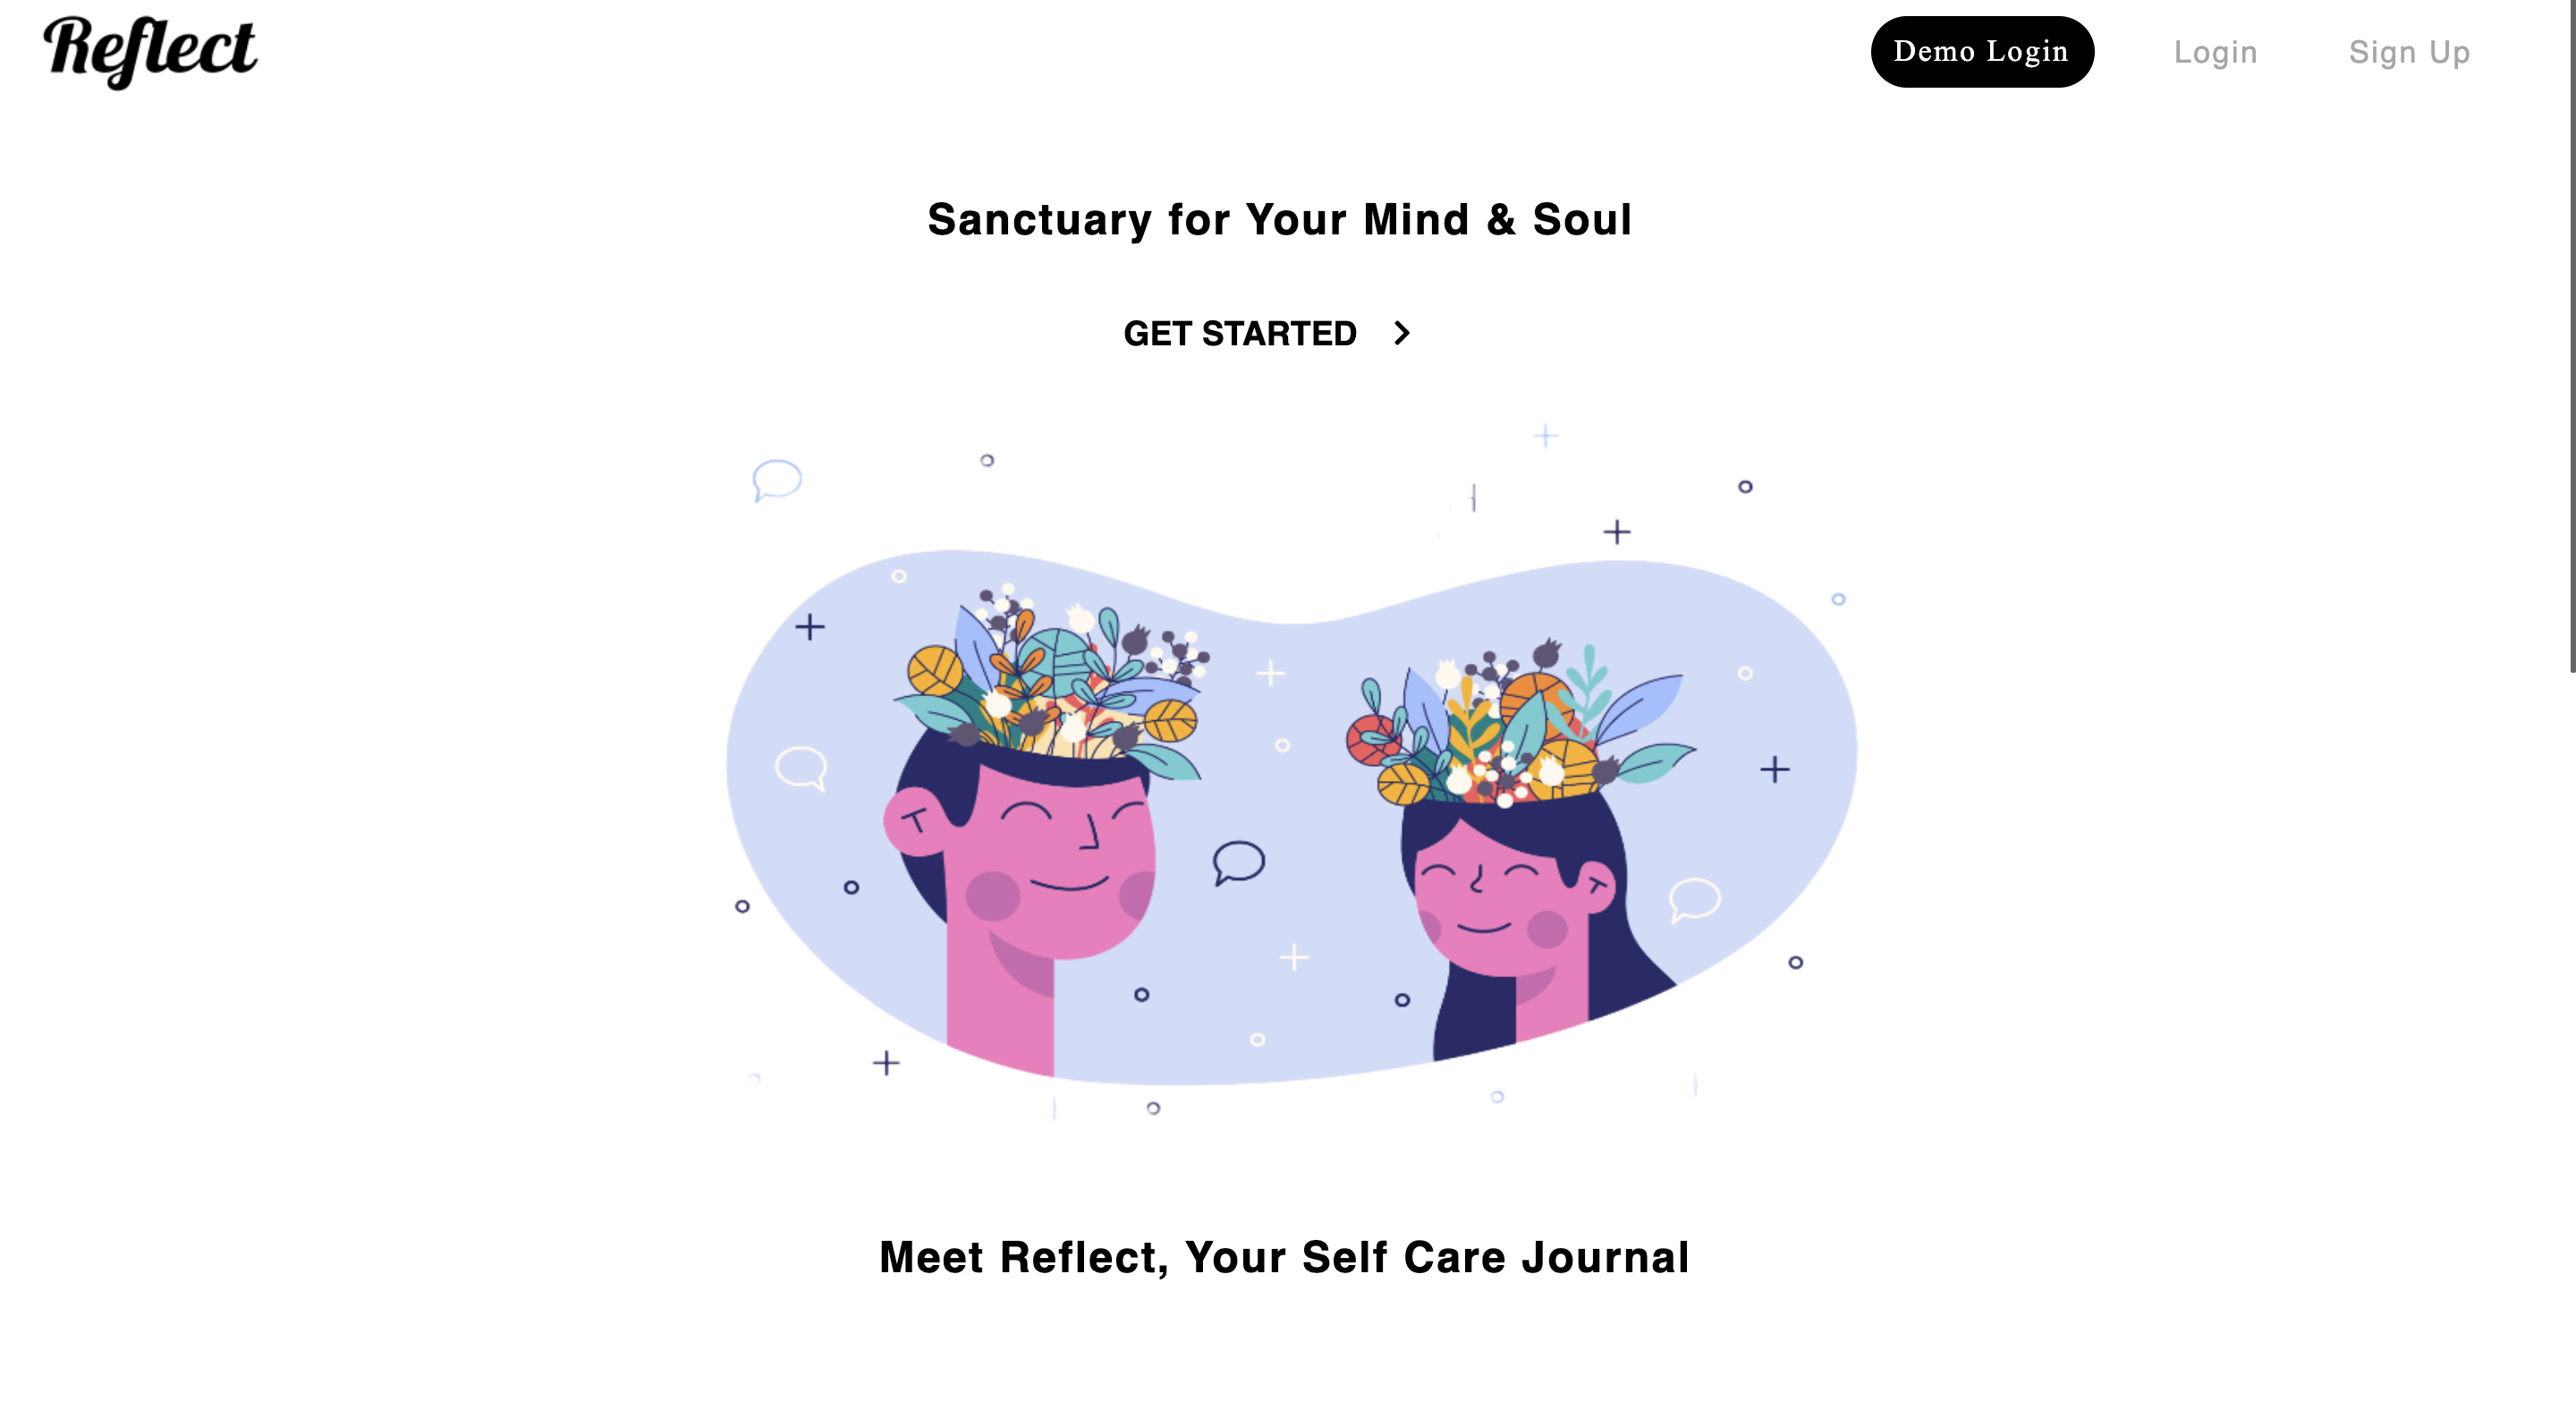 Reflect
Demo Login
Login
Sign Up
Sanctuary for Your Mind & Soul
GET STARTED
Meet Reflect, Your Self Care Journal